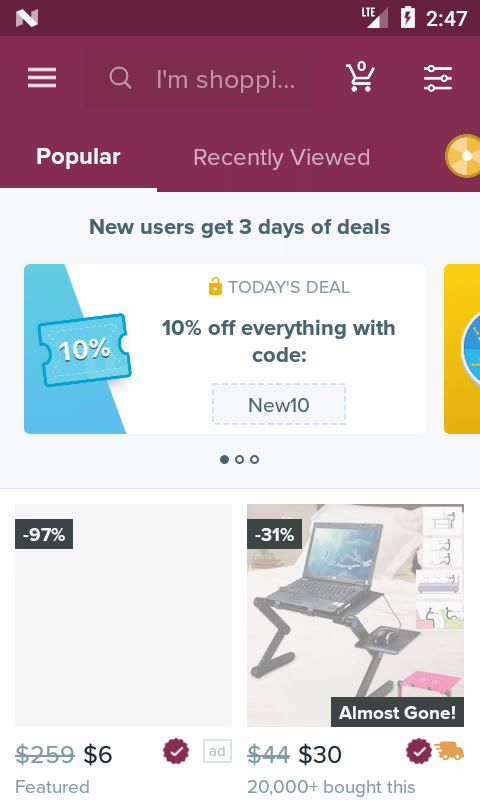 LTE
2:47
0
I'm shoppi...
Popular
Recently Viewed
New users get 3 days of deals
TODAY'S DEAL
10%
10% off everything with
code:
New10
-97%
-31%
Almost Gone!
$259 $6
ad
$44 $30
Featured
20,000+ bought this